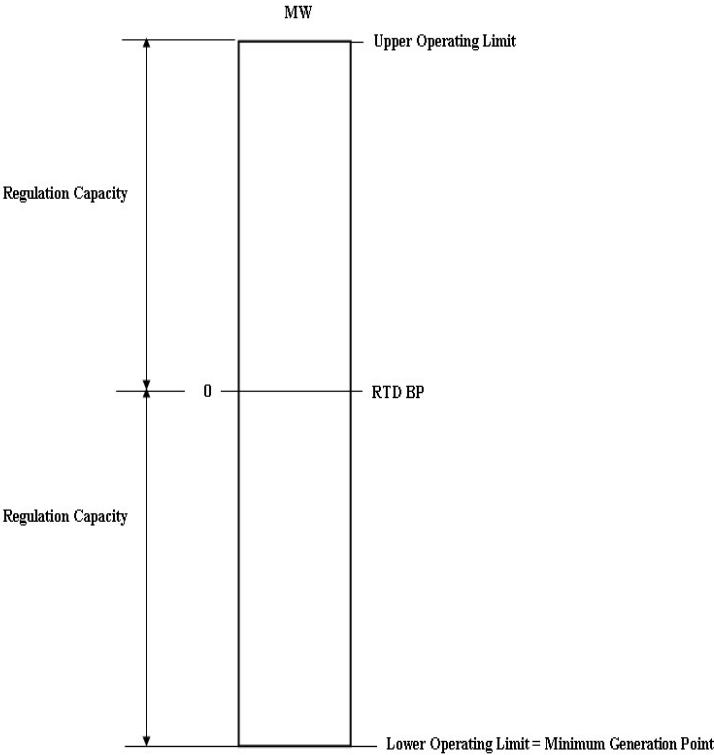 MW
Upper Operating Limit
Regulation Capacity
0
RTD BP
Regulation Capacity
Lower Operating Limit = Minimum Generation Point